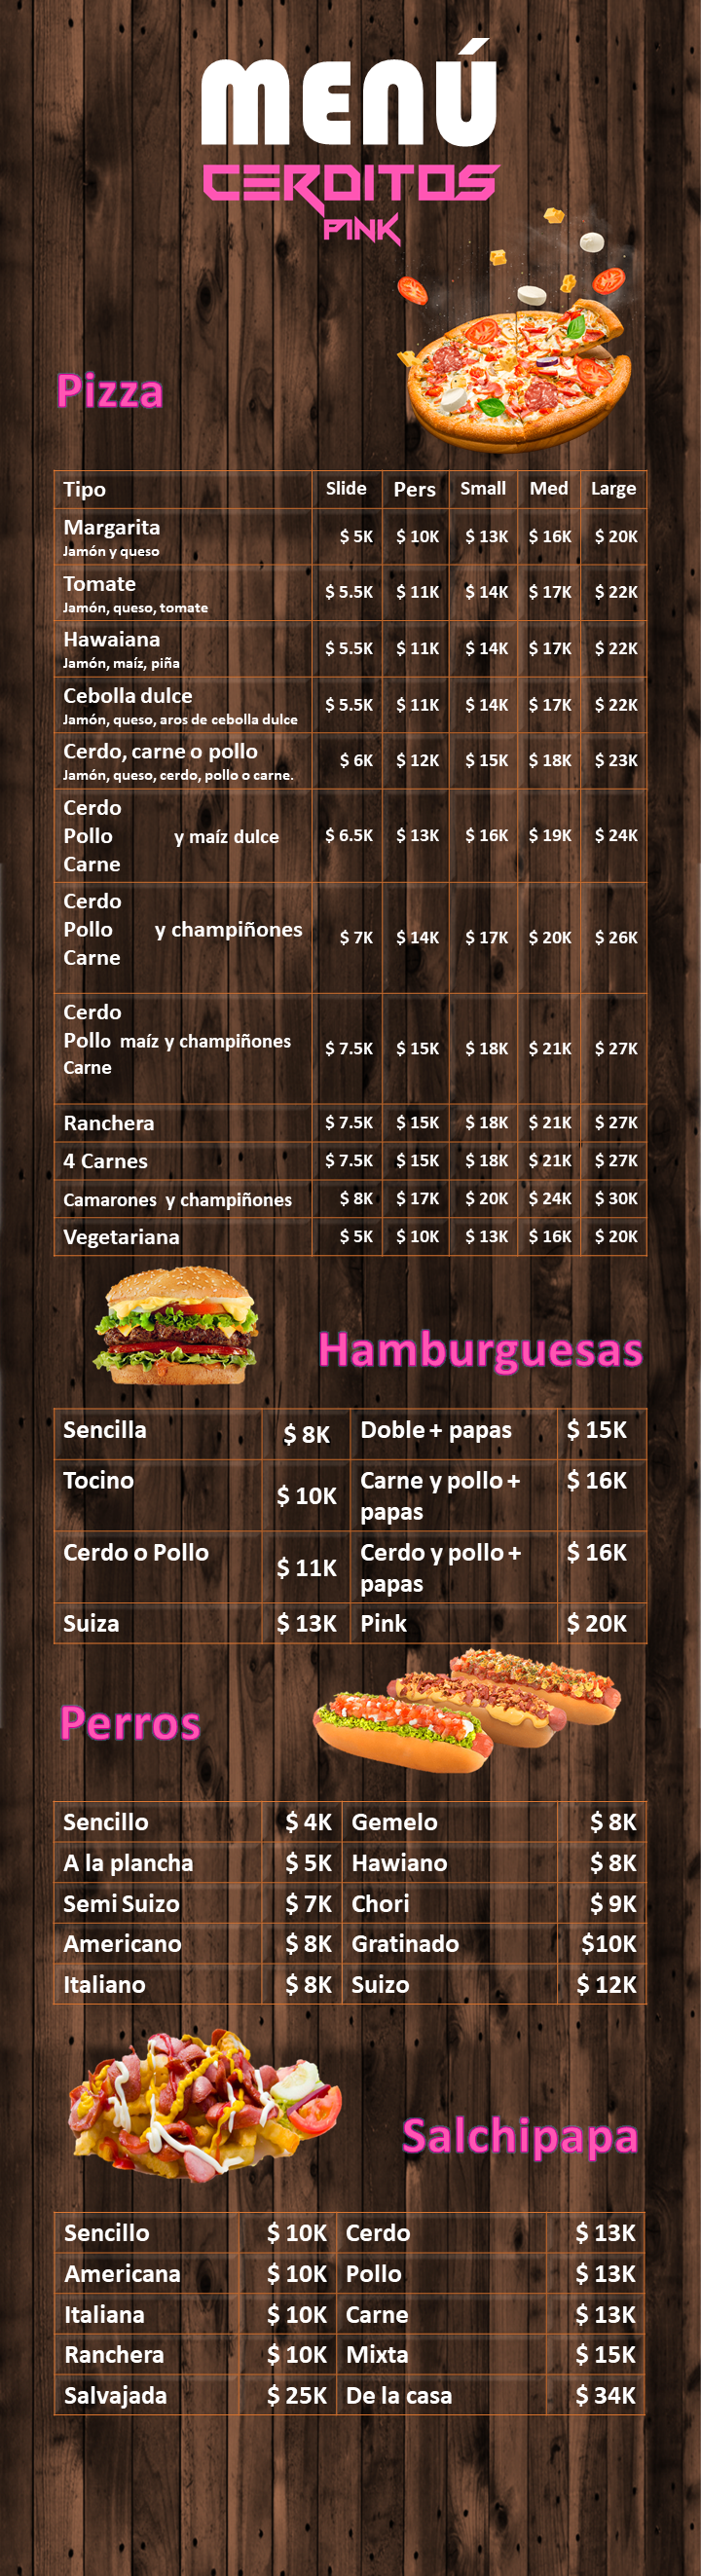 MENÚ
CERDITOS
PINK
Pizza
Tipo Slide Pers Small Med Large
Margarita
Jamón y queso
$ 5K $ 10K $ 13K $ 16K $ 20K
Tomate
Jamón, queso, tomate
$ 5.5K $ 11K $ 14K $ 17K $ 22K
Hawaiana
Jamón, maíz, piña
$ 5.5K $ 11K $ 14K $ 17K $ 22K
Cebolla dulce
Jamón, queso, aros de cebolla dulce
$ 5.5K $ 11K $ 14K $ 17K $ 22K
Cerdo, carne o pollo
Jamón, queso, cerdo, pollo o carne.
$ 6K $ 12K $ 15K $ 18K $ 23K
Cerdo
Pollo y maíz dulce
Carne
$ 6.5K $ 13K $ 16K $ 19K $ 24K
Cerdo
Pollo y champiñones
Carne
$ 7K $ 14K $ 17K $ 20K $ 26K
Cerdo
Pollo maíz y champiñones
Carne
$ 7.5K $ 15K $ 18K $ 21K $ 27K
Ranchera $ 7.5K $ 15K $ 18K $ 21K $ 27K
4 Carnes $ 7.5K $ 15K $ 18K $ 21K $ 27K
Camarones y champiñones $ 8K $ 17K $ 20K $ 24K $ 30K
Vegetariana $ 5K $ 10K $ 13K $ 16K $ 20K
Hamburguesas
Sencilla $ 8K Doble + papas $ 15K
Tocino $ 10K Carne y pollo + $ 16K
papas
Cerdo o Pollo $ 11K Cerdo y pollo + $ 16K
papas
Suiza $ 13K Pink $ 20K
Perros
Sencillo $ 4K Gemelo $ 8K
A la plancha $ 5K Hawiano $ 8K
Semi Suizo $ 7K Chori $ 9K
Americano $ 8K Gratinado $10K
Italiano $ 8K Suizo $ 12K
Salchipapa
Sencillo $ 10K Cerdo $ 13K
Americana $ 10K Pollo $ 13K
Italiana $ 10K Carne $ 13K
Ranchera $ 10K Mixta $ 15K
Salvajada $ 25K De la casa $ 34K